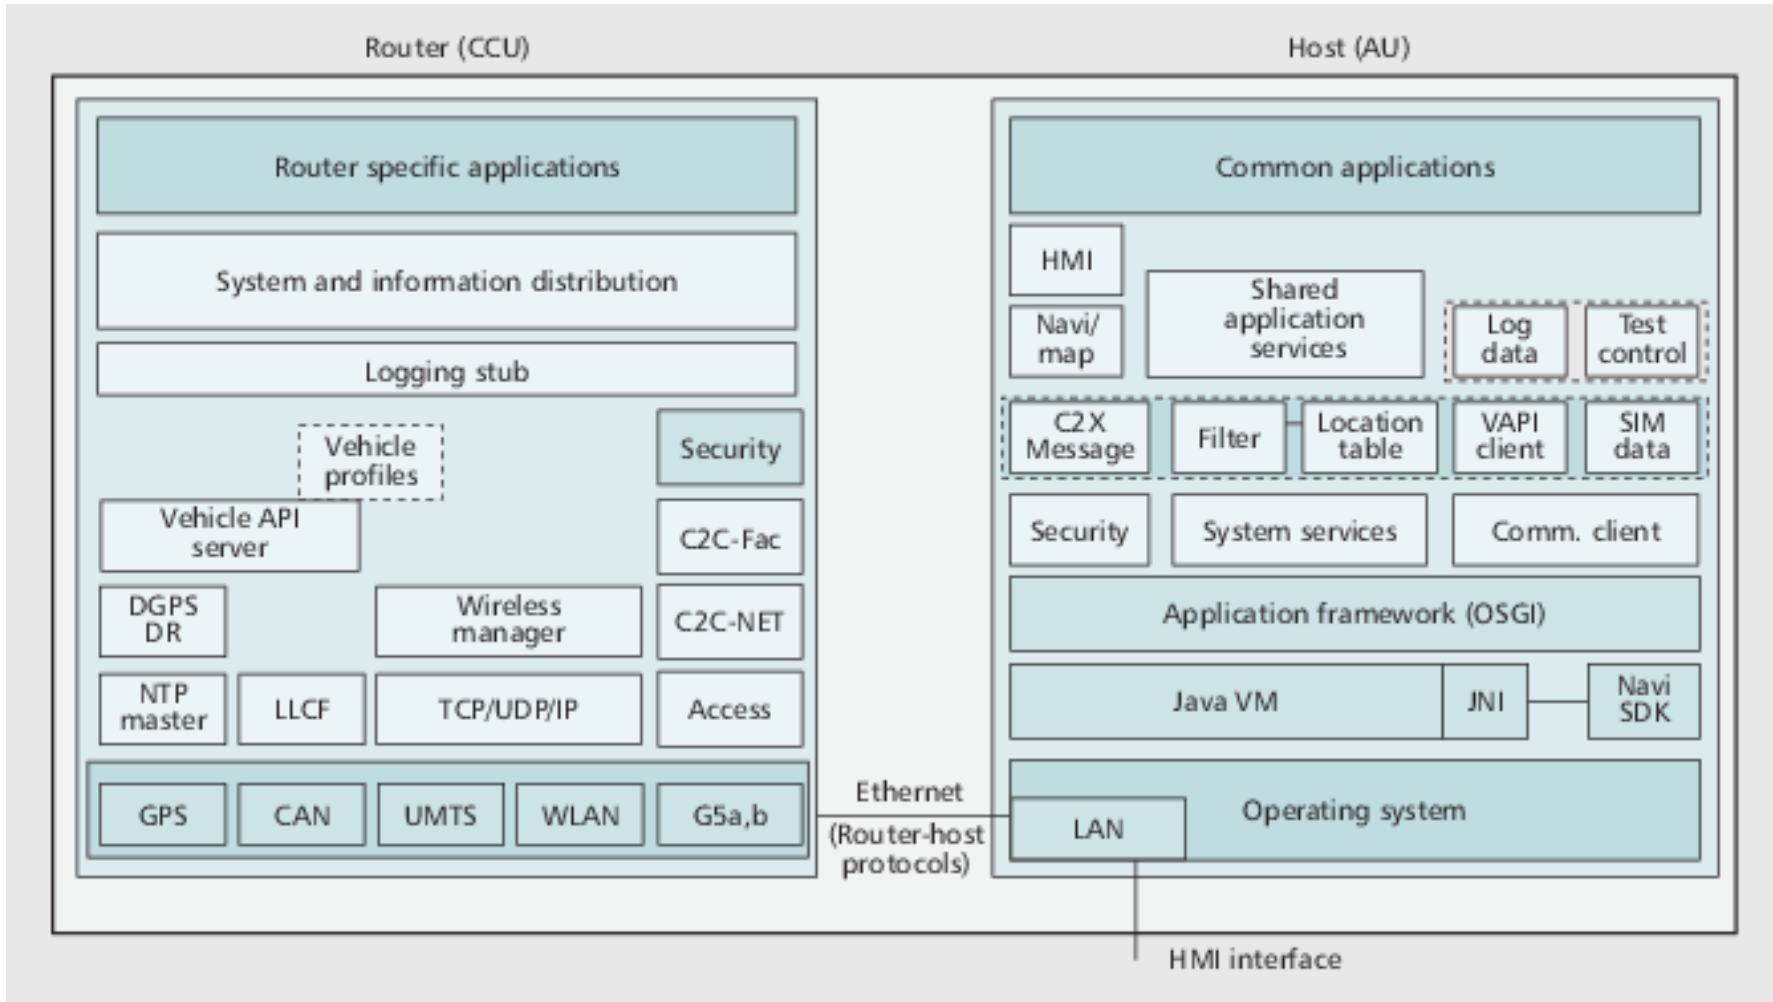 Router (CCU)
Host (AU)
Router specific applications
System and information distribution
Logging stub
Vehicle
profiles
Security
Vehicle API
server
C2C-Fac
DGPS
DR
Wireless
manager
C2C-NET
NTP
master
LLCF
TCP/UDP/IP
Access
GPS
CAN
UMTS
WLAN
G5a,b
Ethernet
(Router-host
protocols)
Common applications
HMI
Navi/
map
Shared
application
services
Log
data
Test
control
C2X
Message
Filter
Location
table
VAPI
client
SIM
data
Security
System services
Comm. client
Application framework (OSGI)
Java VM
JNI
Navi
SDK
Operating system
LAN
HMI interface